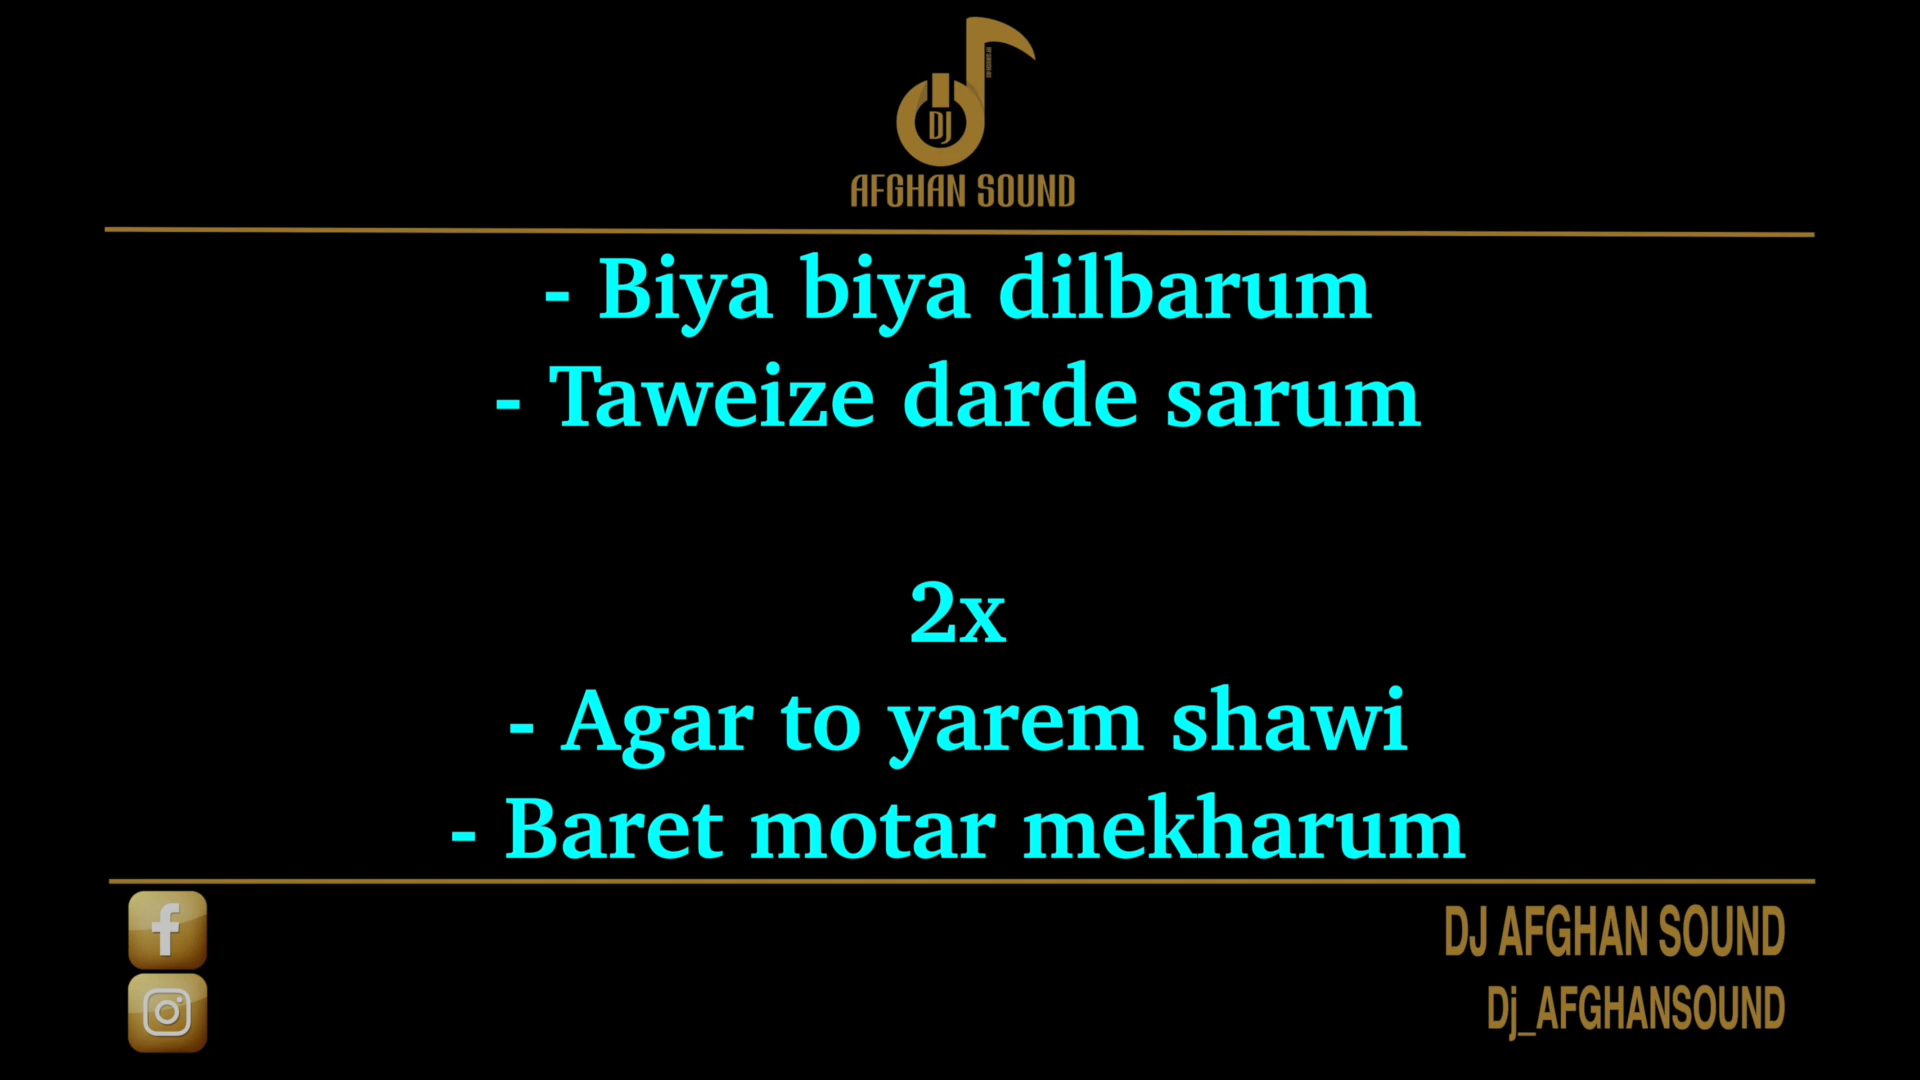 DJ
AFGHAN SOUND
- Biya biya dilbarum
- Taweize darde sarum
2x
- Agar to yarem shawi
- Baret motar mekharum
DJ AFGHAN SOUND
Dj_AFGHANSOUND